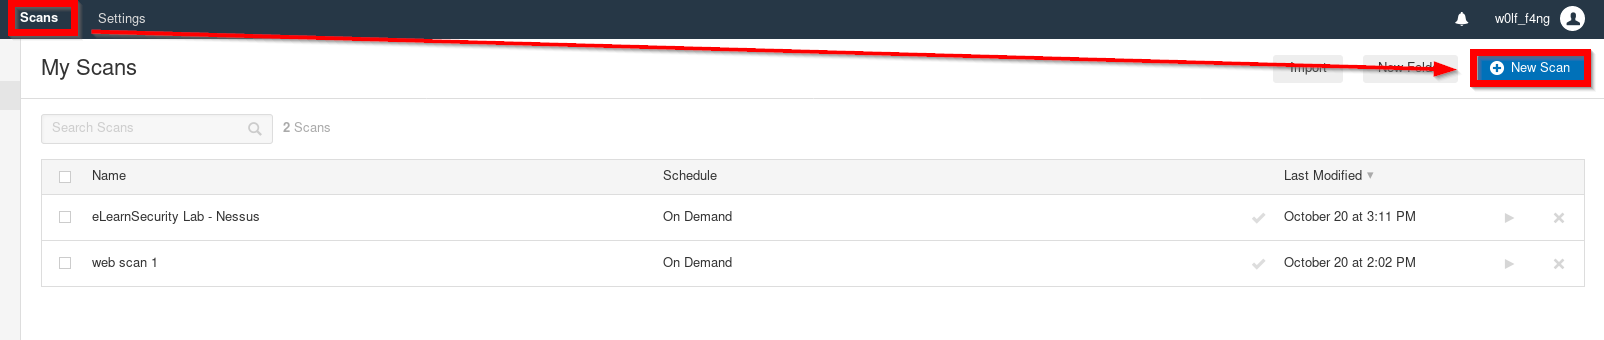 Scans Settings w0lf_f4ng
My Scans Import New Fold New Scan
Search Scans 2 Scans
Name Schedule Last Modified
eLearnSecurity Lab - Nessus On Demand October 20 at 3:11 PM
web scan 1 On Demand October 20 at 2:02 PM